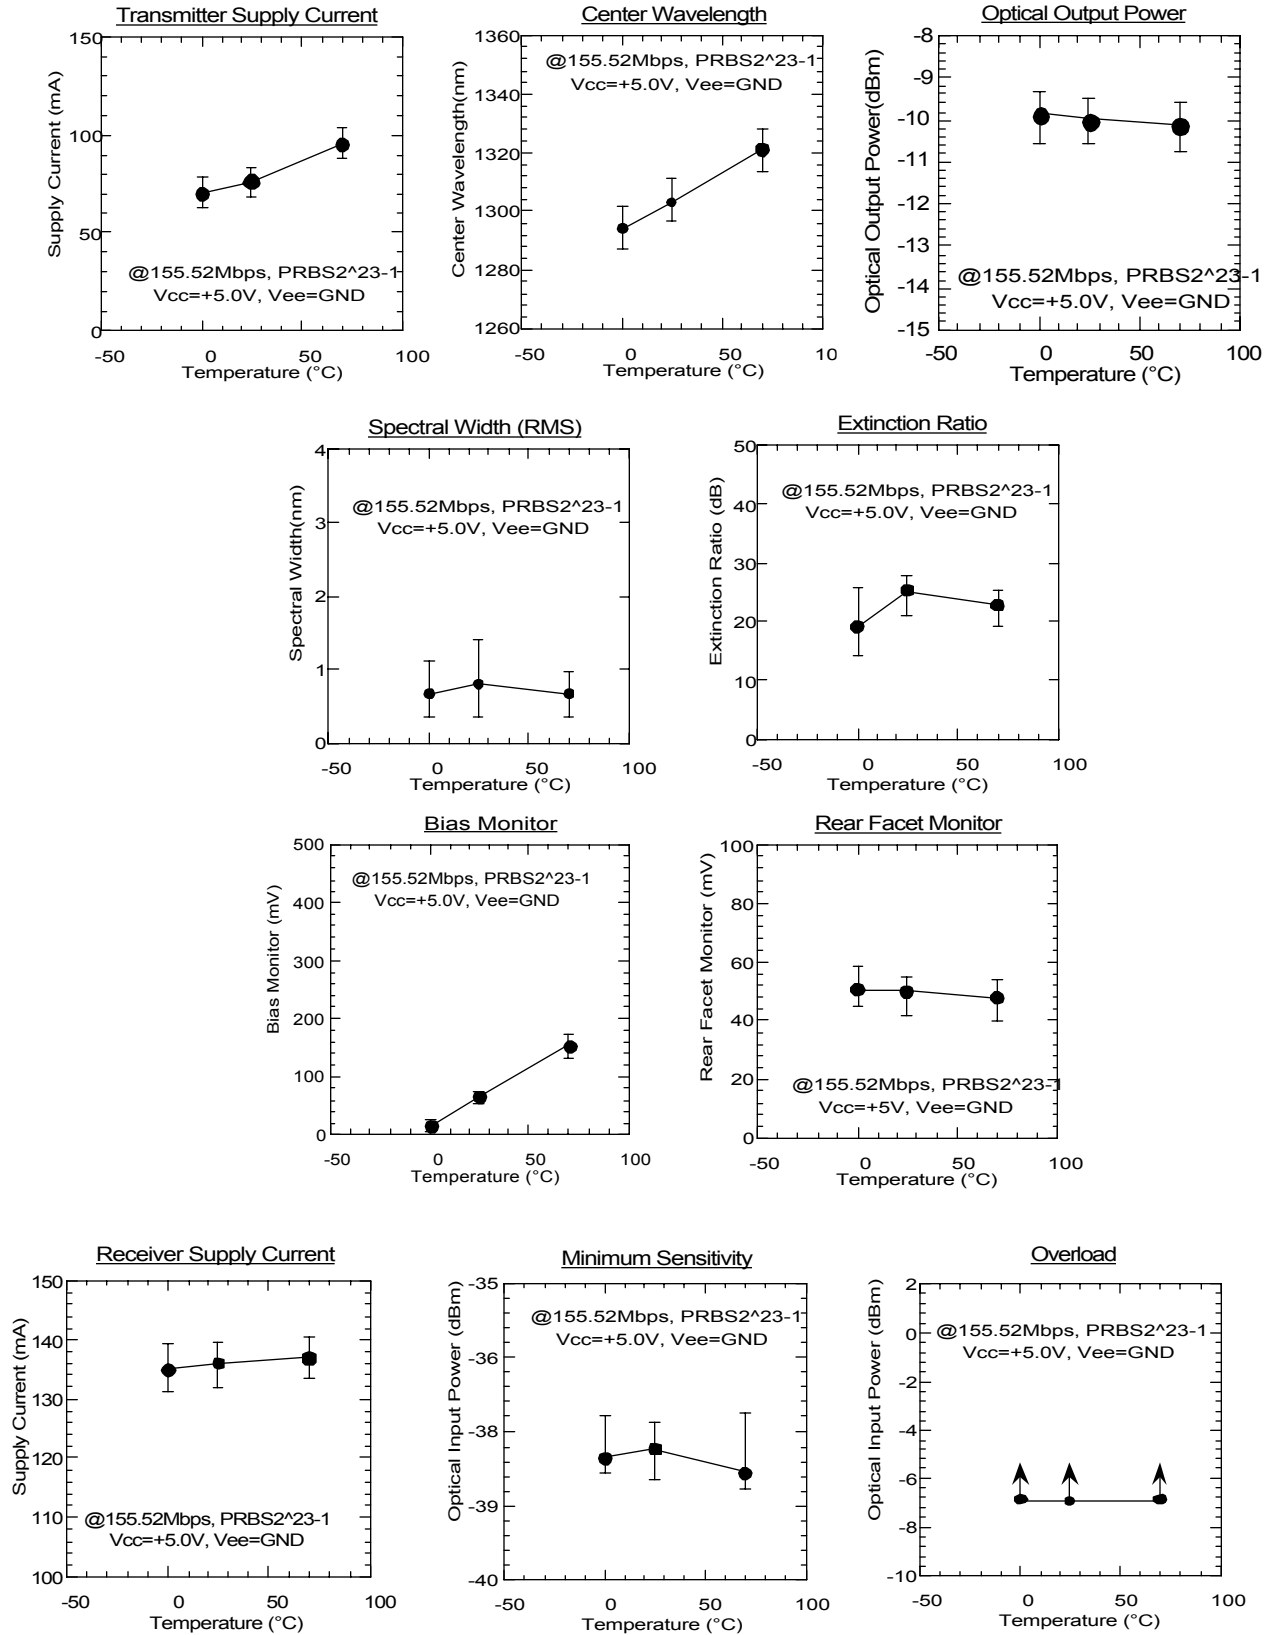 Transmitter Supply Current
150
100
50
0
Supply Current (mA)
@155.52Mbps, PRBS2^23-1
Vcc=+5.0V, Vee=GND
-50 0 50 100
Temperature (°C)
Center Wavelength
1360
1340
1320
1300
1280
1260
Center Wavelength(nm)
@155.52Mbps, PRBS2^23-1
Vcc=+5.0V, Vee=GND
-50 0 50 10
Temperature (°C)
Optical Output Power
-8
-9
-10
-11
-12
-13
-14
-15
Optical Output Power(dBm)
@155.52Mbps, PRBS2^23-1
Vcc=+5.0V, Vee=GND
-50 0 50 100
Temperature (°C)
Spectral Width (RMS)
4
3
2
1
0
Spectral Width(nm)
@155.52Mbps, PRBS2^23-1
Vcc=+5.0V, Vee=GND
-50 0 50 100
Temperature (°C)
Extinction Ratio
50
40
30
20
10
0
Extinction Ratio (dB)
@155.52Mbps, PRBS2^23-1
Vcc=+5.0V, Vee=GND
-50 0 50 100
Temperature (°C)
Bias Monitor
500
400
300
200
100
0
Bias Monitor (mV)
@155.52Mbps, PRBS2^23-1
Vcc=+5.0V, Vee=GND
-50 0 50 100
Temperature (°C)
Rear Facet Monitor
100
80
60
40
20
0
Rear Facet Monitor (mV)
@155.52Mbps, PRBS2^23-1
Vcc=+5V, Vee=GND
-50 0 50 100
Temperature (°C)
Receiver Supply Current
150
140
130
120
110
100
Supply Current (mA)
@155.52Mbps, PRBS2^23-1
Vcc=+5.0V, Vee=GND
-50 0 50 100
Temperature (°C)
Minimum Sensitivity
-35
-36
-38
-39
-40
Optical Input Power (dBm)
@155.52Mbps, PRBS2^23-1
Vcc=+5.0V, Vee=GND
-50 0 50 100
Temperature (°C)
Overload
2
0
-2
-4
-6
-8
-10
Optical Input Power (dBm)
@155.52Mbps, PRBS2^23-1
Vcc=+5.0V, Vee=GND
-50 0 50 100
Temperature (°C)